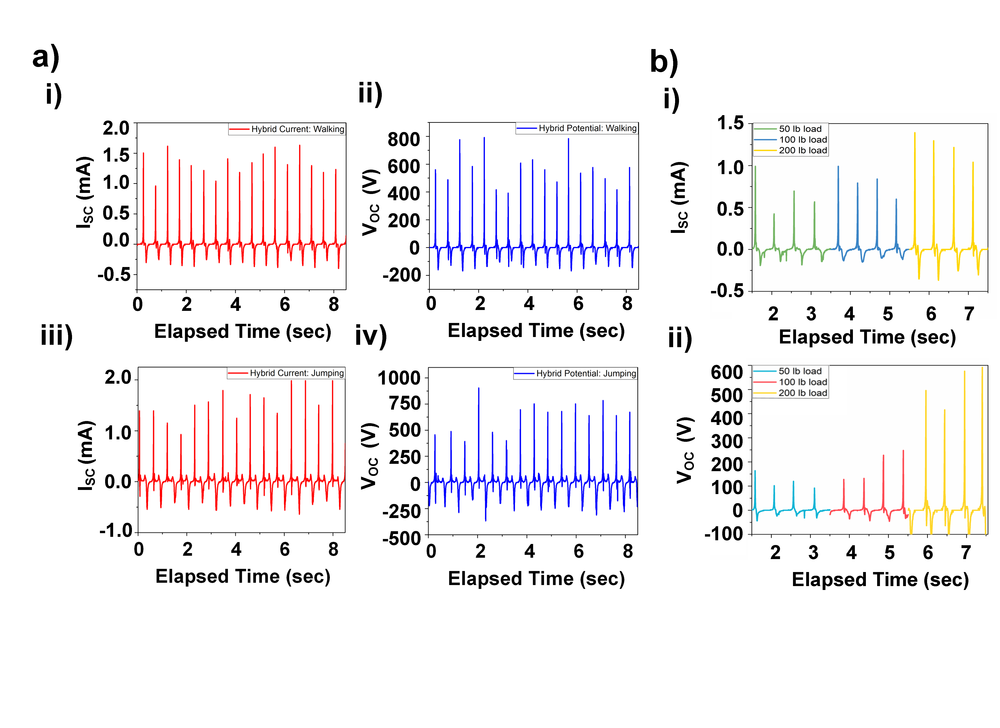 a)
i)
2.0
1.5
1.0
0.5
0.0
-0.5
ISC (mA)
Hybrid Current: Walking
0 2 4 6 8
Elapsed Time (sec)
ii)
800
600
400
200
0
-200
VOC (V)
Hybrid Potential: Walking
0 2 4 6 8
Elapsed Time (sec)
iii)
2.0
1.0
0.0
-1.0
ISC (mA)
Hybrid Current: Jumping
0 2 4 6 8
Elapsed Time (sec)
iv)
1000
750
500
250
0
-250
-500
VOC (V)
Hybrid Potential: Jumping
0 2 4 6 8
Elapsed Time (sec)
b)
i)
1.5
1.0
0.5
0.0
-0.5
ISC (mA)
50 lb load
100 lb load
200 lb load
2 3 4 5 6 7
Elapsed Time (sec)
ii)
600
500
400
300
200
100
0
-100
VOC (V)
50 lb load
100 lb load
200 lb load
2 3 4 5 6 7
Elapsed Time (sec)